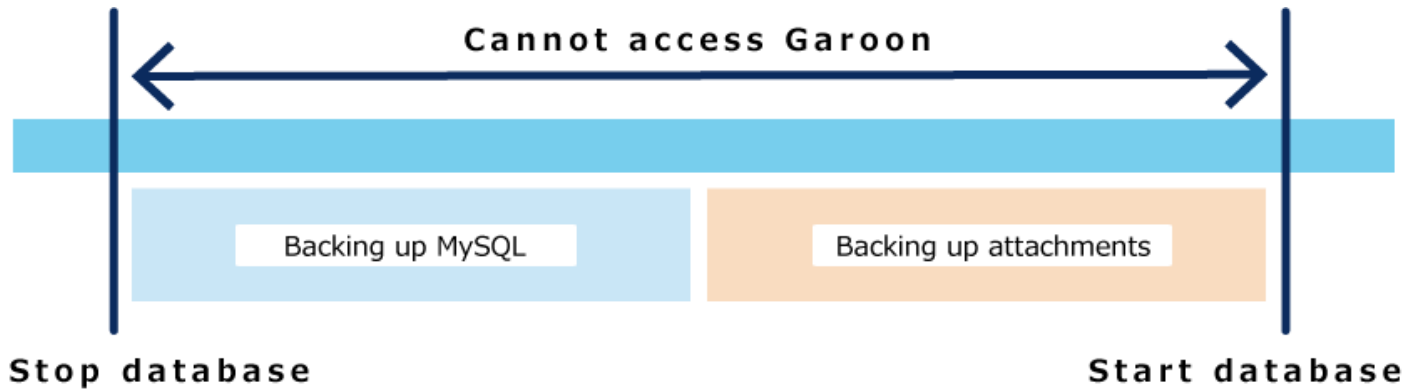 Cannot access Garoon
Backing up MySQL
Backing up attachments
Stop database
Start database